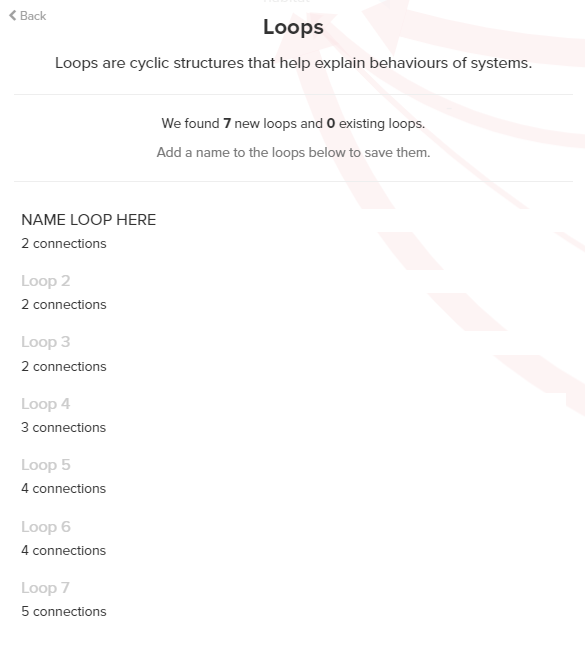 Back
Loops
Loops are cyclic structures that help explain behaviours of systems.
We found 7 new loops and 0 existing loops.
Add a name to the loops below to save them.
NAME LOOP HERE
2 connections
Loop 2
2 connections
Loop 3
2 connections
Loop 4
3 connections
Loop 5
4 connections
Loop 6
4 connections
Loop 7
5 connections